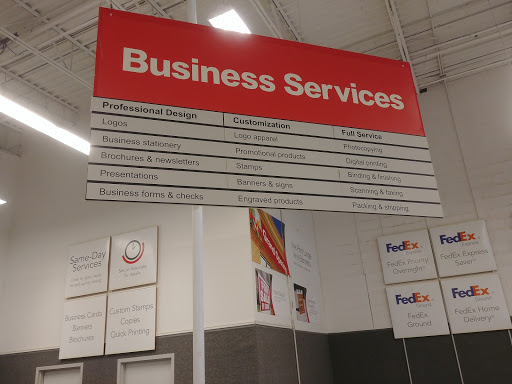 Business Services
Professional Design
Logos
Business stationery
Brochures & newsletters
Presentations
Business forms & checks
Customization
Logo apparel
Promotional products
Stamps
Banners & signs
Engraved products
Full Service
Photocopying
Digital printing
Binding & finishing
Scanning & faxing
Packing & shipping
Same-Day
Services
Business Cards
Banners
Brochures
Custom Stamps
Copies
Quick Printing
FedEx
FedEx Priority
Overnight
FedEx
Express
FedEx Express
Saver
FedEx
Ground
FedEx
Ground
FedEx
Ground
FedEx Home
Delivery